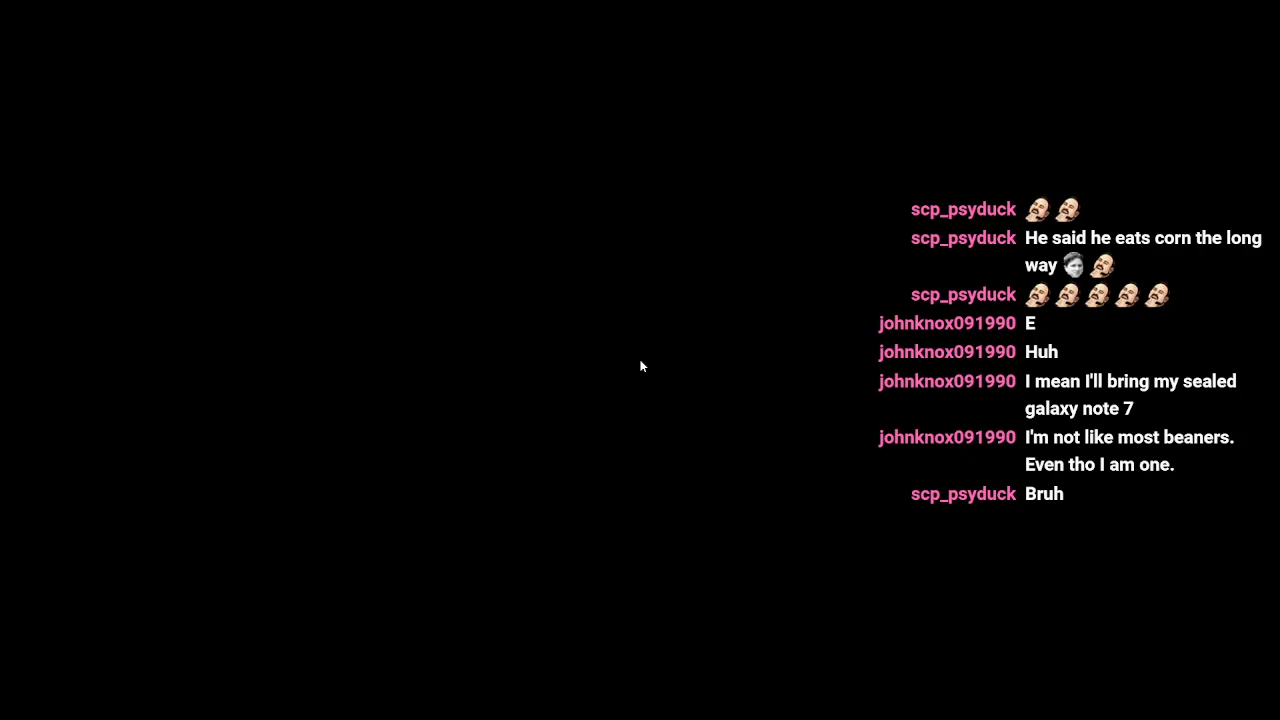 scp_psyduck
scp_psyduck He said he eats corn the long
way
scp_psyduck
johnknox091990 E
johnknox091990 Huh
johnknox091990 I mean I'll bring my sealed
galaxy note 7
johnknox091990 I'm not like most beaners.
Even tho I am one.
scp_psyduck Bruh